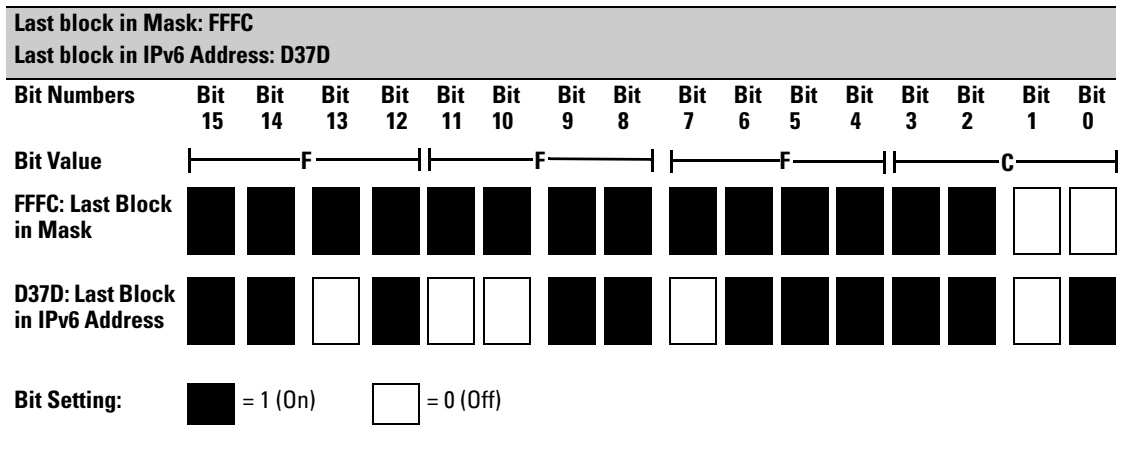 Last block in Mask: FFFC
Last block in IPv6 Address: D37D
Bit Numbers Bit 15 Bit 14 Bit 13 Bit 12 Bit 11 Bit 10 Bit 9 Bit 8 Bit 7 Bit 6 Bit 5 Bit 4 Bit 3 Bit 2 Bit 1 Bit 0
Bit Value F F F C
FFFC: Last Block
in Mask
D37D: Last Block
in IPv6 Address
Bit Setting: = 1 (On) = 0 (Off)